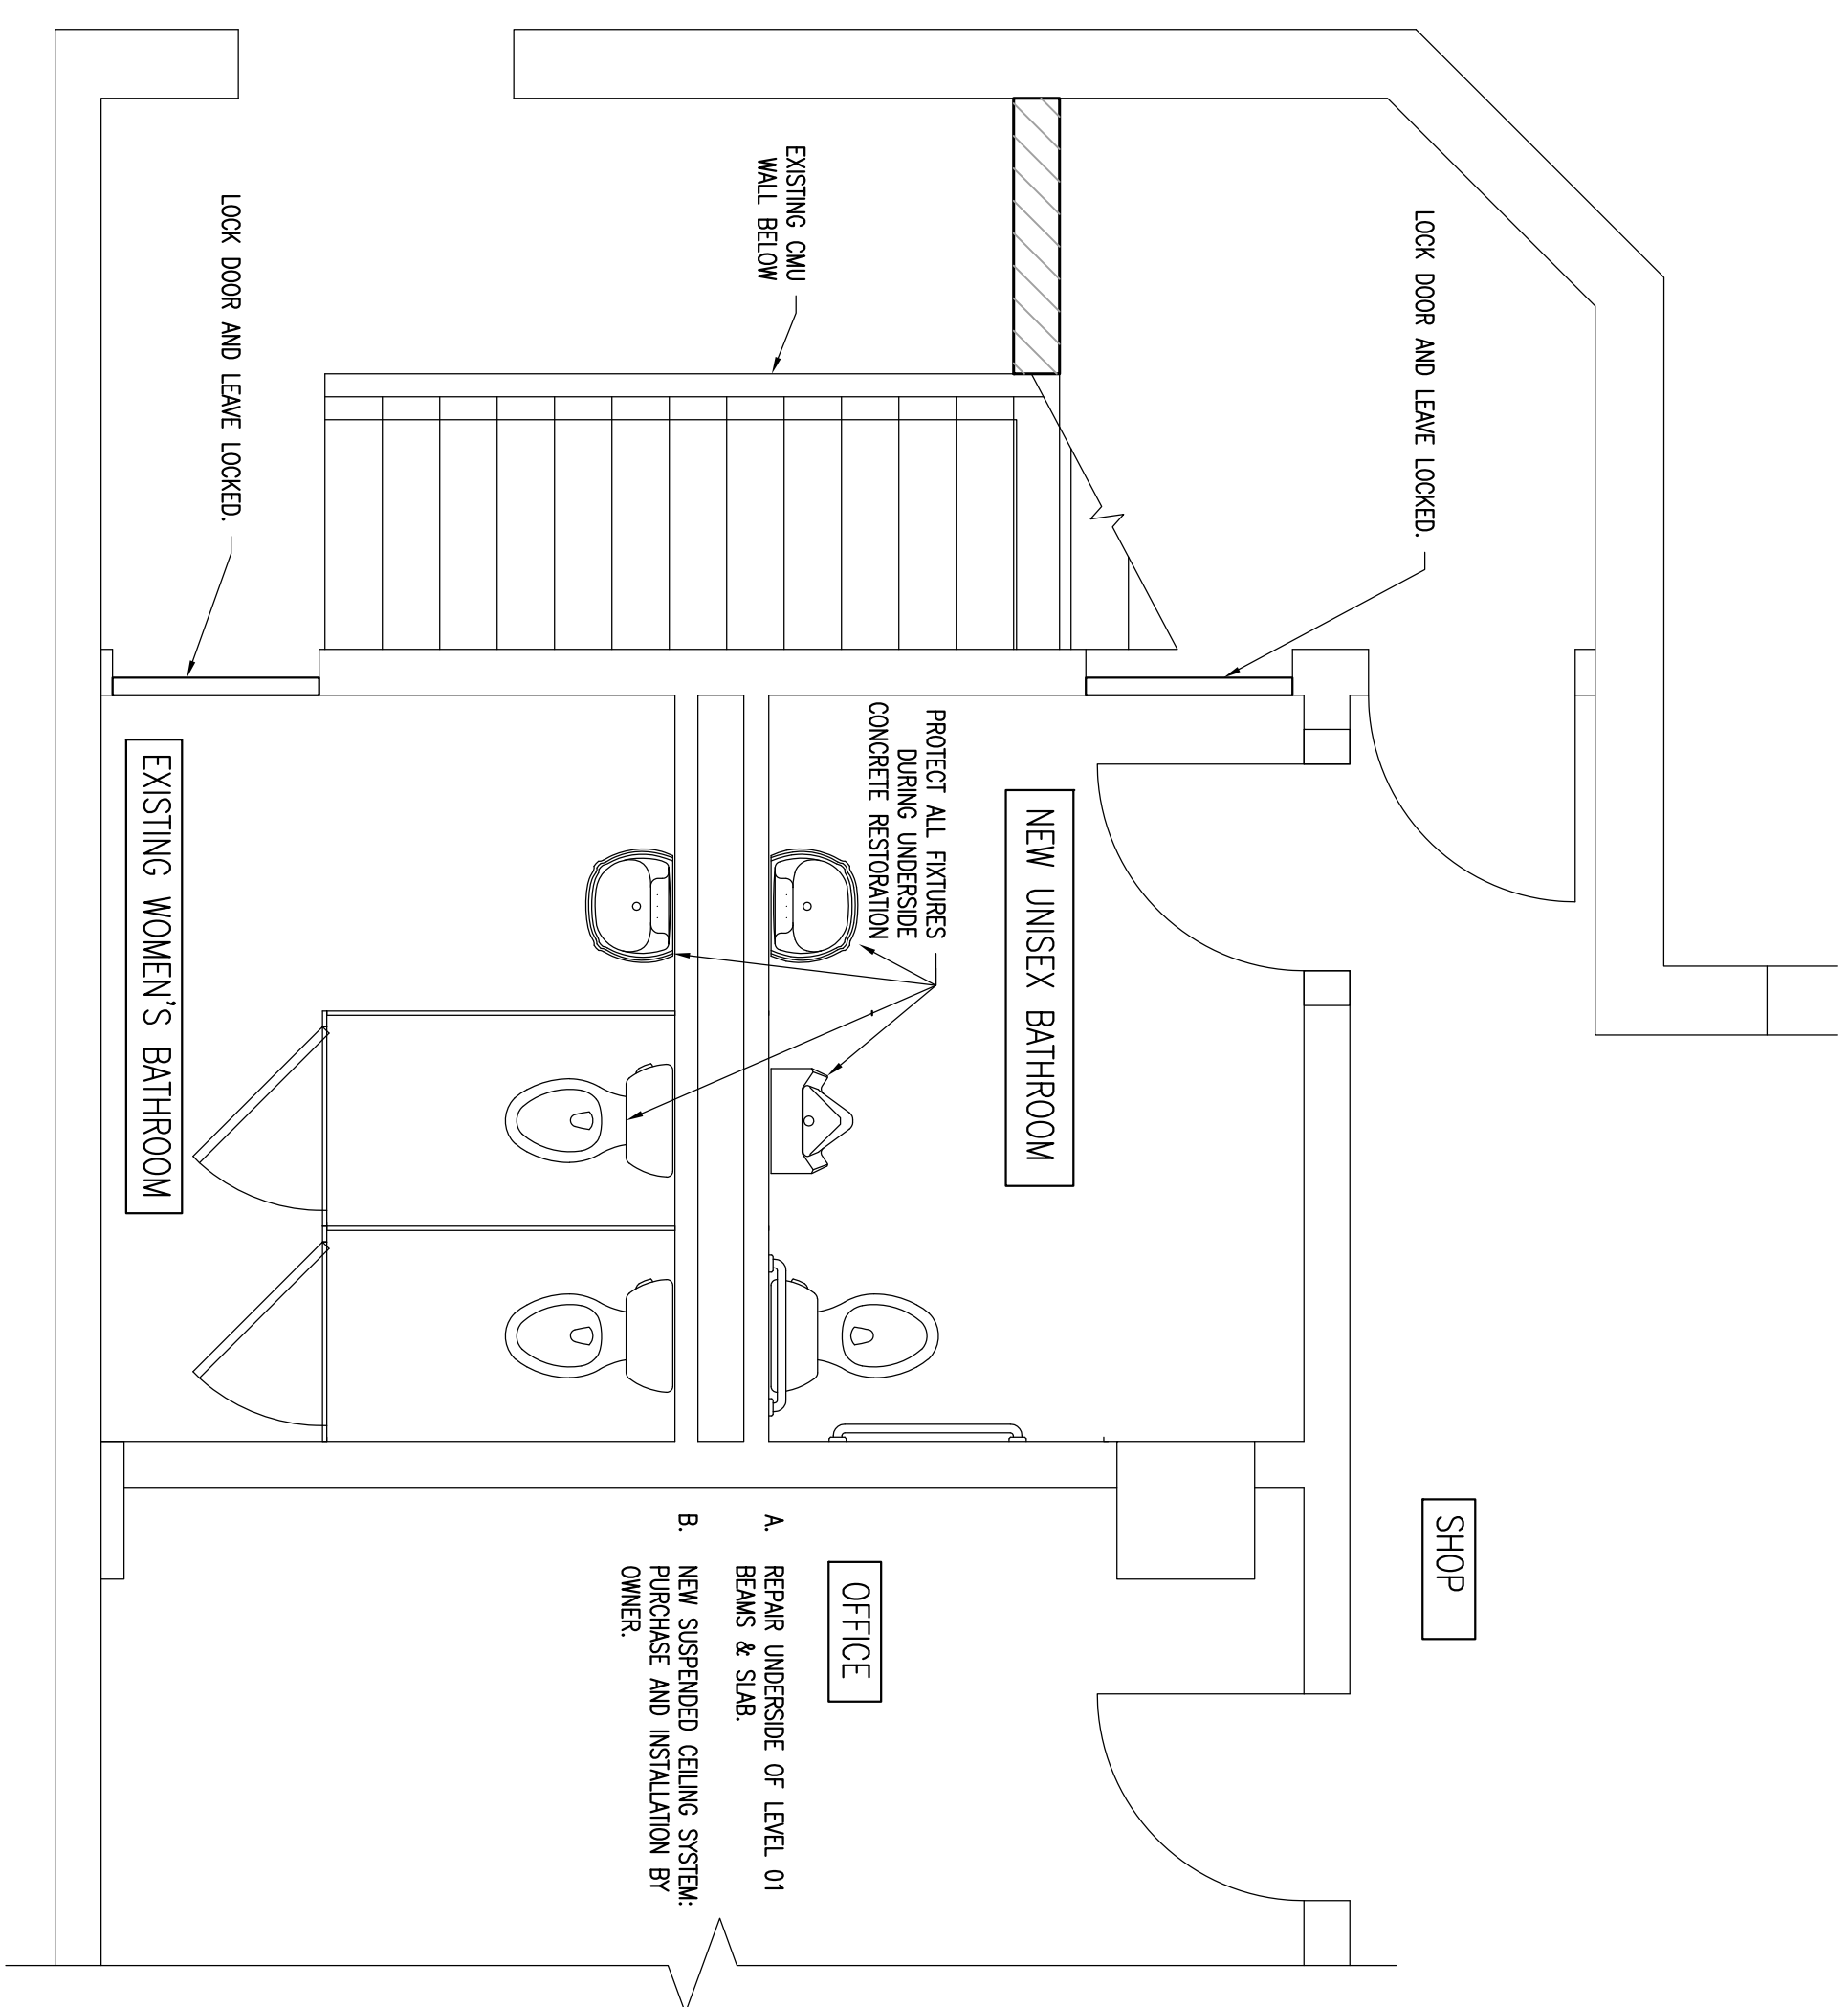 LOCK DOOR AND LEAVE LOCKED.
SHOP
NEW UNISEX BATHROOM
PROTECT ALL FIXTURES
DURING UNDERSIDE
CONCRETE RESTORATION
OFFICE
A. REPAIR UNDERSIDE OF LEVEL 01
BEAMS & SLAB.
B. NEW SUSPENDED CEILING SYSTEM:
PURCHASE AND INSTALLATION BY
OWNER.
EXISTING CMU
WALL BELOW
LOCK DOOR AND LEAVE LOCKED.
EXISTING WOMEN'S BATHROOM